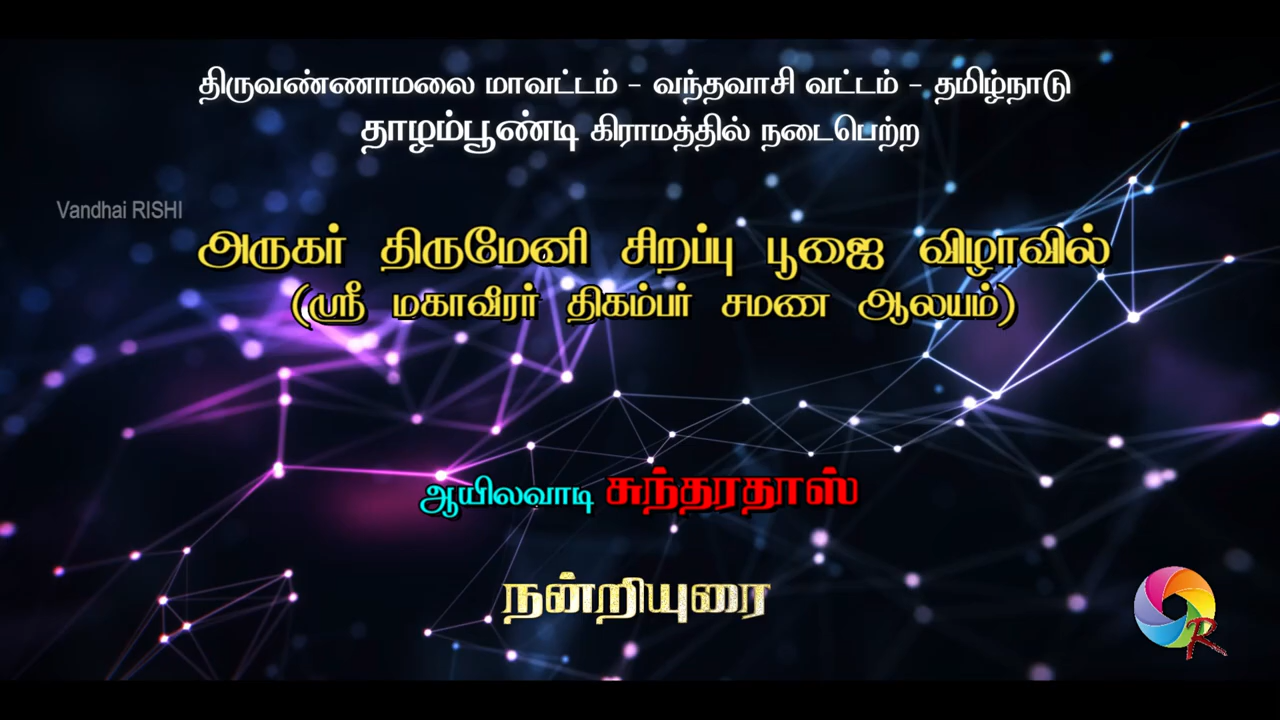 திருவண்ணாமலை மாவட்டம் - வந்தவாசி வட்டம் - தமிழ்நாடு
தாழம்பூண்டி கிராமத்தில் நடைபெற்ற
Vandhai RISHI
அருகர் திருமேனி சிறப்பு பூஜை விழாவில்
(ஸ்ரீ மகாவீரர் திகம்பர் சமண ஆலயம்)
ஆயிலவாடி சுந்தரதாஸ்
நன்றியுரை